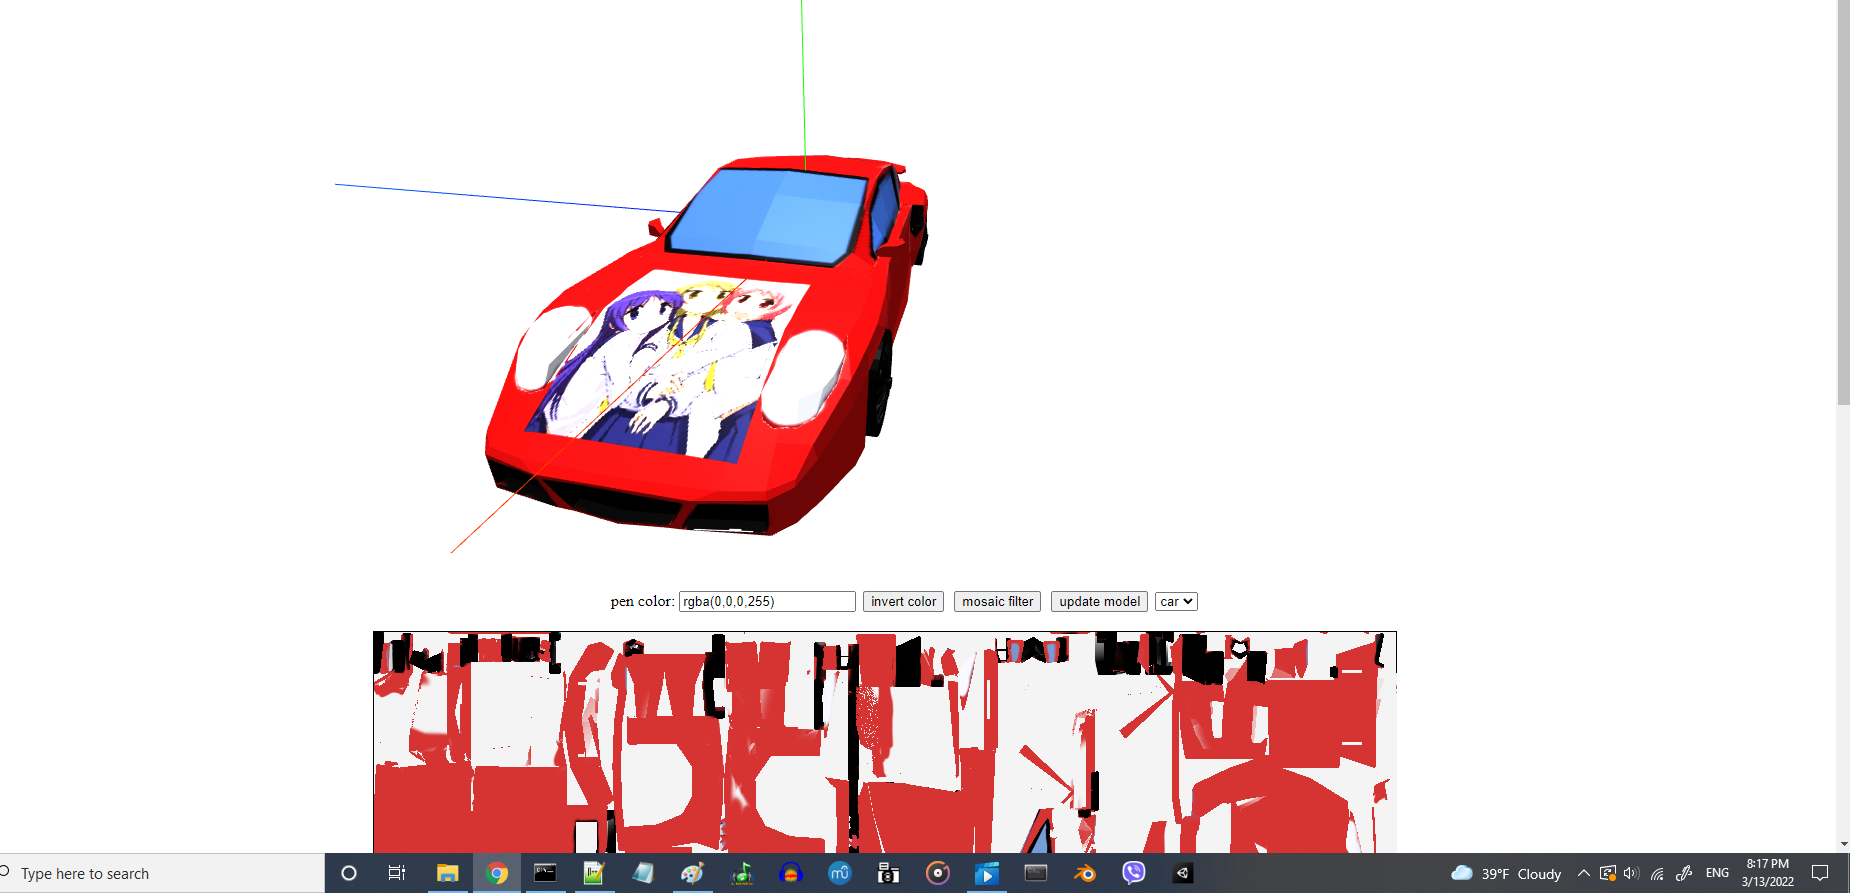 pen color: rgba(0,0,0,255) invert color mosaic filter update model car
Type here to search
39°F Cloudy
ENG
8:17 PM
3/13/2022